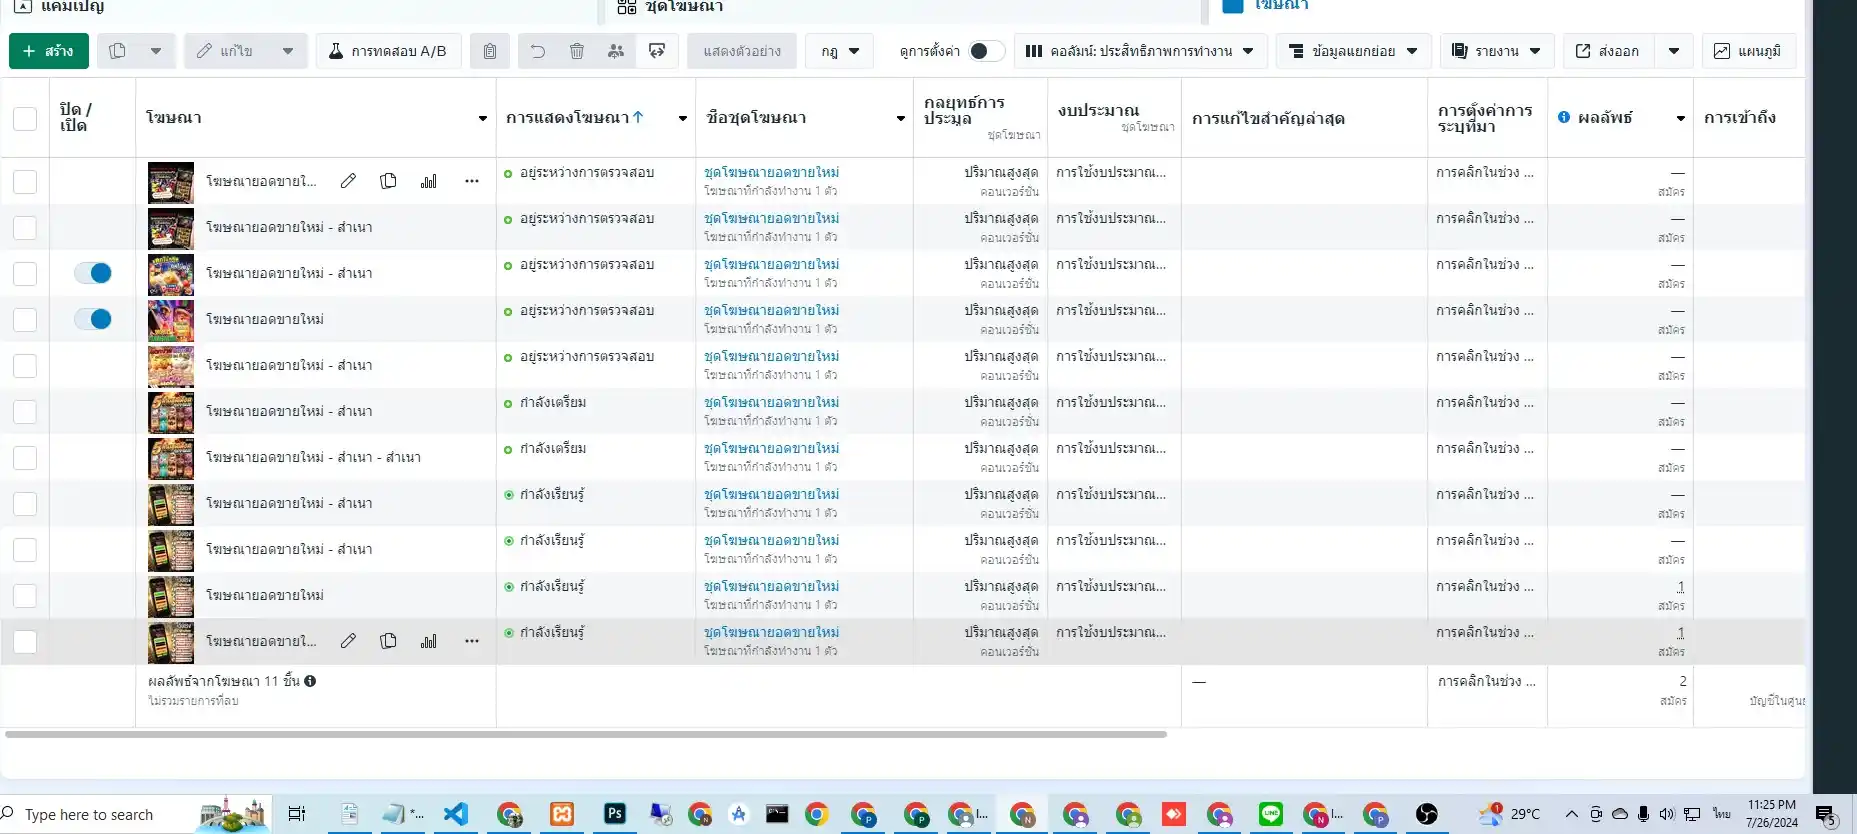 แคมเปญ
ชุดโฆษณา
โฆษณา
+ สร้าง
แก้ไข
การทดสอบ A/B
แสดงตัวอย่าง
กฎ
ดูการตั้งค่า
คอลัมน์: ประสิทธิภาพการทำงาน
ข้อมูลแยกย่อย
รายงาน
ส่งออก
แผนภูมิ
ปิด / เปิด
โฆษณา
การแสดงโฆษณา↑
ชื่อชุดโฆษณา
กลยุทธ์การประมูล
ชุดโฆษณา
งบประมาณ
ชุดโฆษณา
การแก้ไขสำคัญล่าสุด
การตั้งค่าการระบุที่มา
ผลลัพธ์
การเข้าถึง
โฆษณายอดขายใ... อยู่ระหว่างการตรวจสอบ ชุดโฆษณายอดขายใหม่ ปริมาณสูงสุด การใช้งบประมาณ... การคลิกในช่วง ... —
โฆษณาที่กำลังทำงาน 1 ตัว คอนเวอร์ชั่น สมัคร
โฆษณายอดขายใหม่ - สำเนา อยู่ระหว่างการตรวจสอบ ชุดโฆษณายอดขายใหม่ ปริมาณสูงสุด การใช้งบประมาณ... การคลิกในช่วง ... —
โฆษณาที่กำลังทำงาน 1 ตัว คอนเวอร์ชั่น สมัคร
โฆษณายอดขายใหม่ - สำเนา อยู่ระหว่างการตรวจสอบ ชุดโฆษณายอดขายใหม่ ปริมาณสูงสุด การใช้งบประมาณ... การคลิกในช่วง ... —
โฆษณาที่กำลังทำงาน 1 ตัว คอนเวอร์ชั่น สมัคร
โฆษณายอดขายใหม่ อยู่ระหว่างการตรวจสอบ ชุดโฆษณายอดขายใหม่ ปริมาณสูงสุด การใช้งบประมาณ... การคลิกในช่วง ... —
โฆษณาที่กำลังทำงาน 1 ตัว คอนเวอร์ชั่น สมัคร
โฆษณายอดขายใหม่ - สำเนา อยู่ระหว่างการตรวจสอบ ชุดโฆษณายอดขายใหม่ ปริมาณสูงสุด การใช้งบประมาณ... การคลิกในช่วง ... —
โฆษณาที่กำลังทำงาน 1 ตัว คอนเวอร์ชั่น สมัคร
โฆษณายอดขายใหม่ - สำเนา กำลังเตรียม ชุดโฆษณายอดขายใหม่ ปริมาณสูงสุด การใช้งบประมาณ... การคลิกในช่วง ... —
โฆษณาที่กำลังทำงาน 1 ตัว คอนเวอร์ชั่น สมัคร
โฆษณายอดขายใหม่ - สำเนา - สำเนา กำลังเตรียม ชุดโฆษณายอดขายใหม่ ปริมาณสูงสุด การใช้งบประมาณ... การคลิกในช่วง ... —
โฆษณาที่กำลังทำงาน 1 ตัว คอนเวอร์ชั่น สมัคร
โฆษณายอดขายใหม่ - สำเนา กำลังเรียนรู้ ชุดโฆษณายอดขายใหม่ ปริมาณสูงสุด การใช้งบประมาณ... การคลิกในช่วง ... —
โฆษณาที่กำลังทำงาน 1 ตัว คอนเวอร์ชั่น สมัคร
โฆษณายอดขายใหม่ - สำเนา กำลังเรียนรู้ ชุดโฆษณายอดขายใหม่ ปริมาณสูงสุด การใช้งบประมาณ... การคลิกในช่วง ... —
โฆษณาที่กำลังทำงาน 1 ตัว คอนเวอร์ชั่น สมัคร
โฆษณายอดขายใหม่ กำลังเรียนรู้ ชุดโฆษณายอดขายใหม่ ปริมาณสูงสุด การใช้งบประมาณ... การคลิกในช่วง ... 1
โฆษณาที่กำลังทำงาน 1 ตัว คอนเวอร์ชั่น สมัคร
โฆษณายอดขายใ... กำลังเรียนรู้ ชุดโฆษณายอดขายใหม่ ปริมาณสูงสุด การใช้งบประมาณ... การคลิกในช่วง ... 1
โฆษณาที่กำลังทำงาน 1 ตัว คอนเวอร์ชั่น สมัคร
ผลลัพธ์จากโฆษณา 11 ชิ้น — การคลิกในช่วง ... 2
ไม่รวมรายการที่ลบ สมัคร บัญชีในศูนย์
Type here to search
29°C
ไทย
11:25 PM
7/26/2024
5